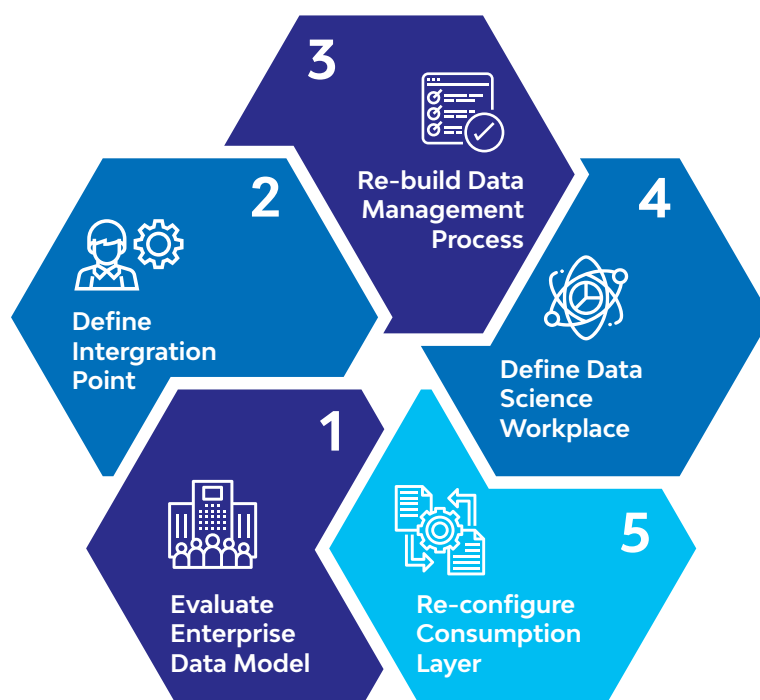 1
Evaluate
Enterprise
Data Model
2
Define
Intergration
Point
3
Re-build Data
Management
Process
4
Define Data
Science
Workplace
5
Re-configure
Consumption
Layer